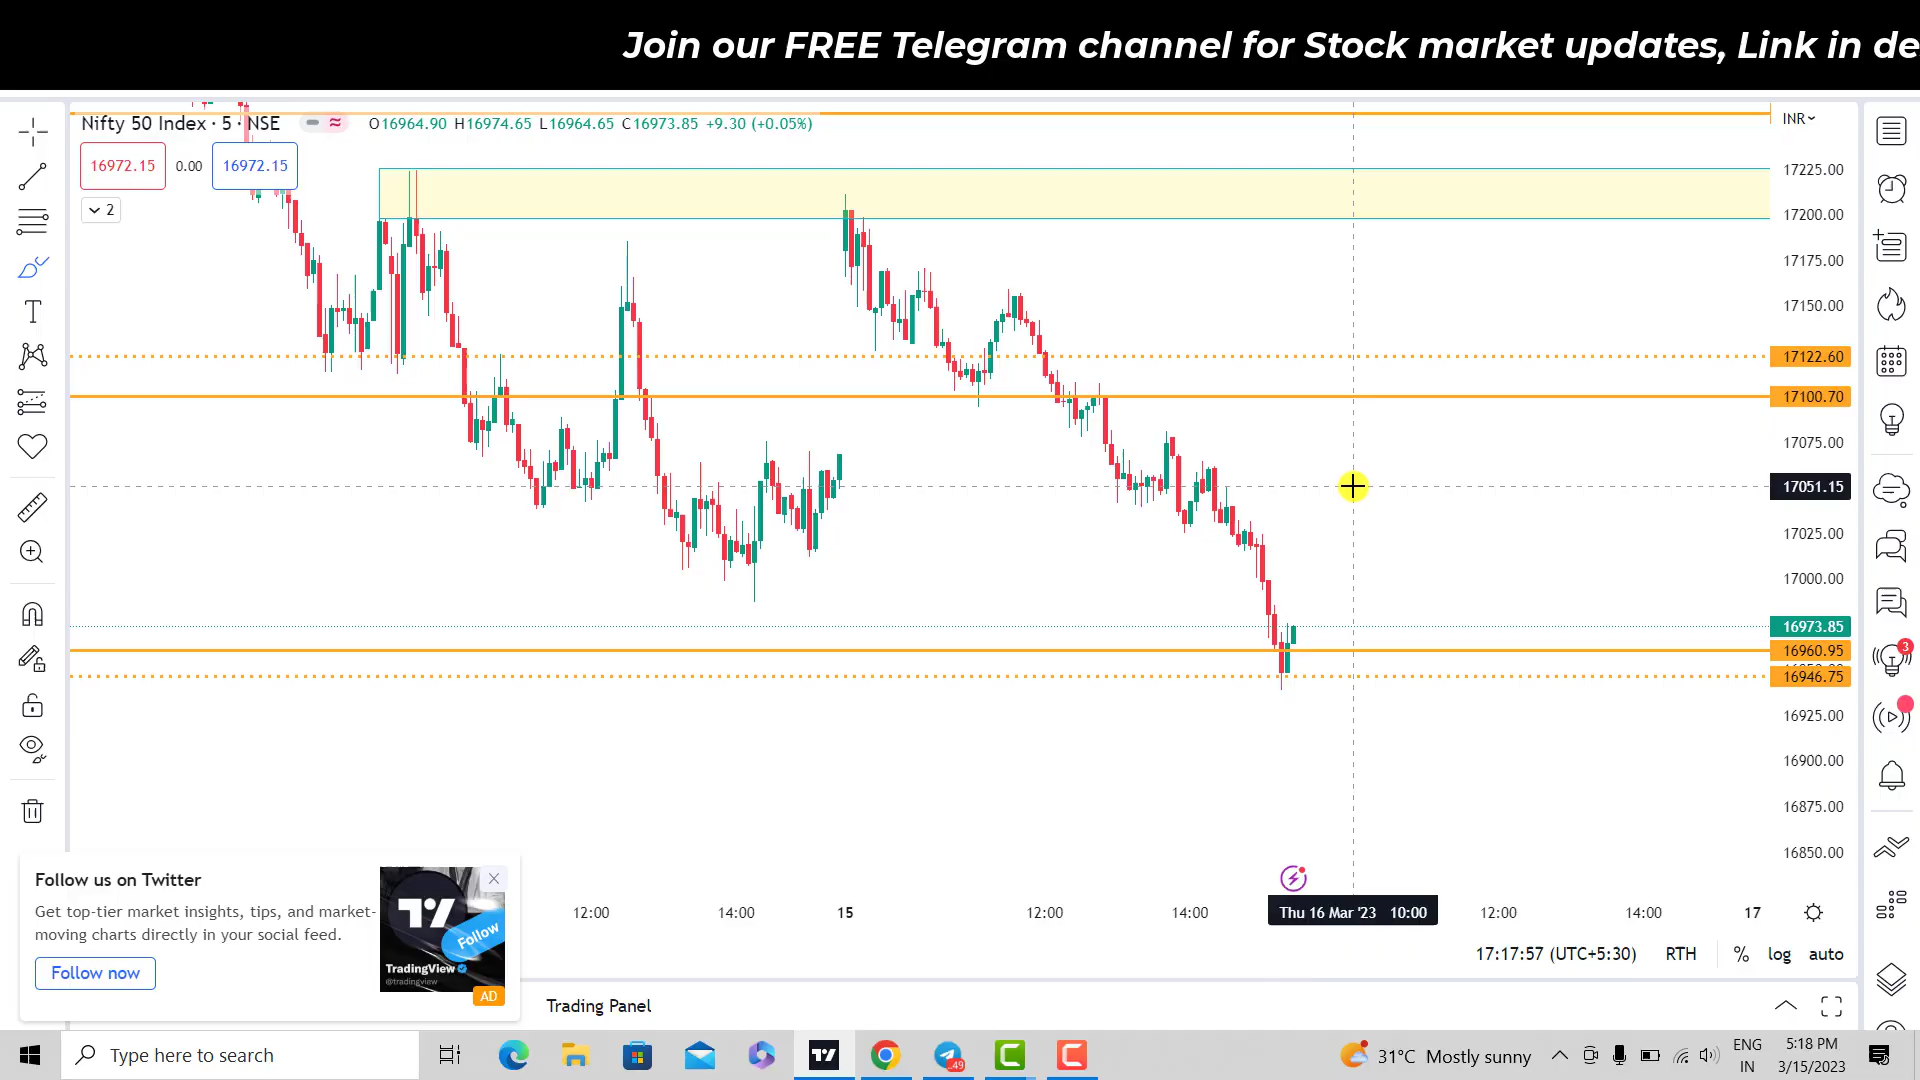 Join our FREE Telegram channel for Stock market updates, Link in de
Nifty 50 Index · 5 · NSE
O16964.90 H16974.65 L16964.65 C16973.85 +9.30 (+0.05%)
INR
16972.15
0.00
16972.15
2
17225.00
17200.00
17175.00
17150.00
17122.60
17100.70
17075.00
17051.15
17025.00
17000.00
16973.85
16960.95
16946.75
16925.00
16900.00
16875.00
16850.00
3
12:00
14:00
15
12:00
14:00
Thu 16 Mar '23 10:00
12:00
14:00
17
17:17:57 (UTC+5:30)
RTH
%
log
auto
Follow us on Twitter
Get top-tier market insights, tips, and market-
moving charts directly in your social feed.
Follow now
Follow
TradingView
@tradingview
AD
Trading Panel
Type here to search
49
31°C Mostly sunny
ENG
IN
5:18 PM
3/15/2023